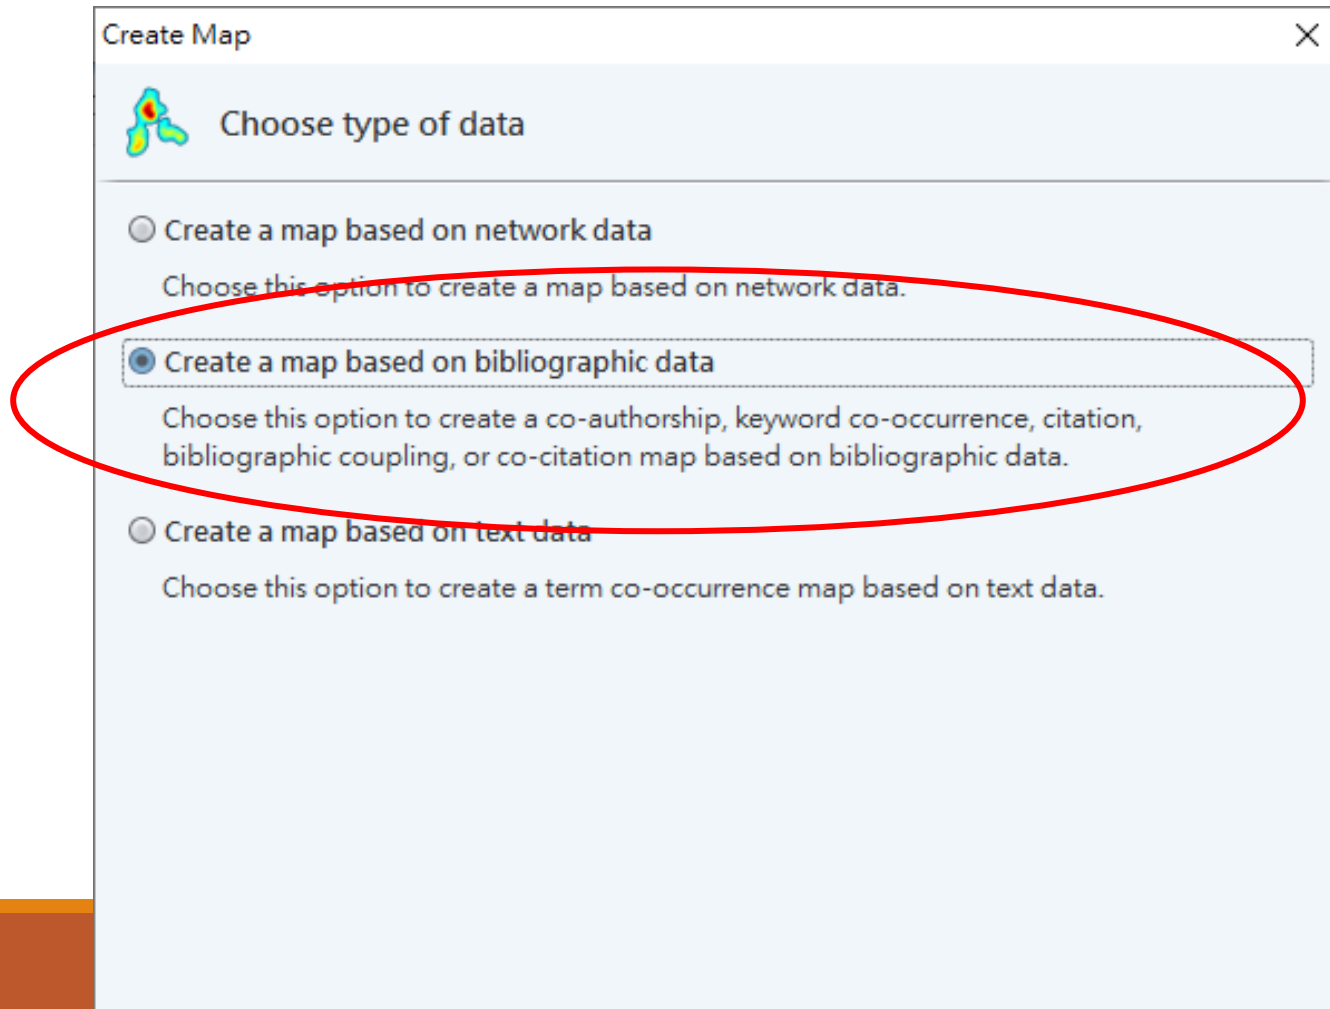 Create Map
Choose type of data
Create a map based on network data
Choose this option to create a map based on network data.
Create a map based on bibliographic data
Choose this option to create a co-authorship, keyword co-occurrence, citation,
bibliographic coupling, or co-citation map based on bibliographic data.
Create a map based on text data
Choose this option to create a term co-occurrence map based on text data.